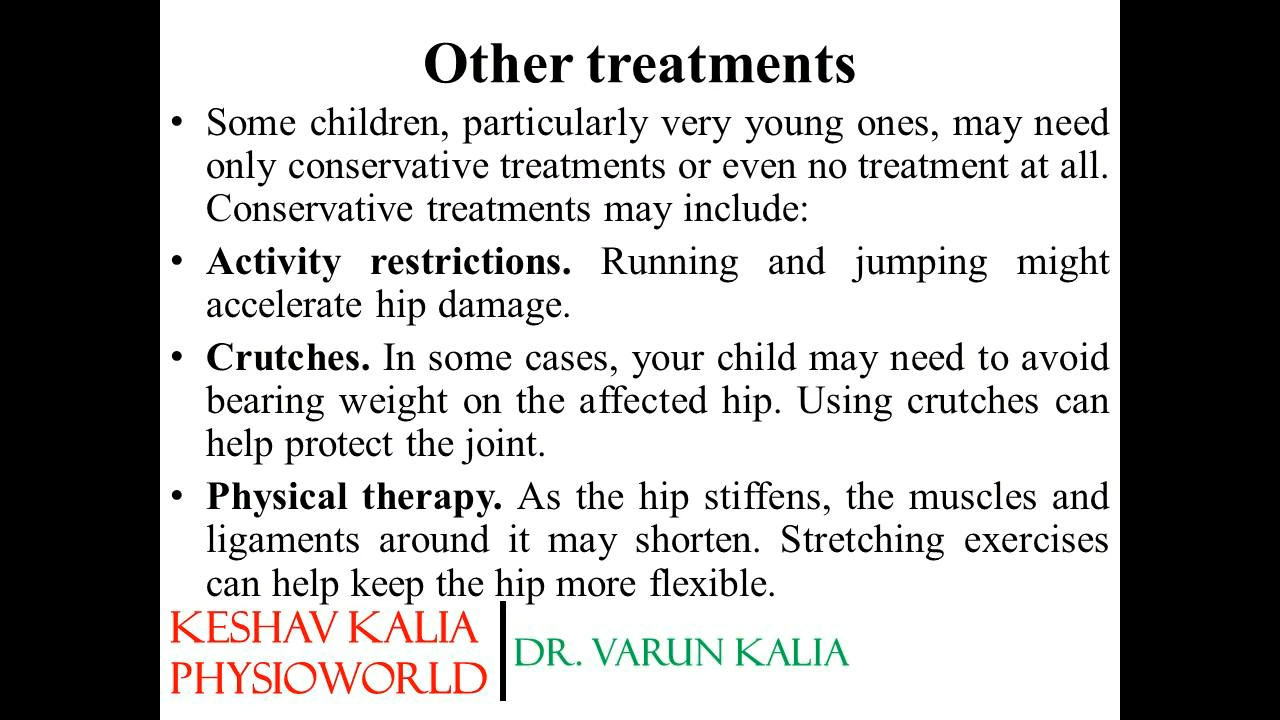 Other treatments
• Some children, particularly very young ones, may need
only conservative treatments or even no treatment at all.
Conservative treatments may include:
• Activity restrictions. Running and jumping might
accelerate hip damage.
• Crutches. In some cases, your child may need to avoid
bearing weight on the affected hip. Using crutches can
help protect the joint.
• Physical therapy. As the hip stiffens, the muscles and
ligaments around it may shorten. Stretching exercises
can help keep the hip more flexible.
KESHAV KALIA
PHYSIOWORLD
DR. VARUN KALIA